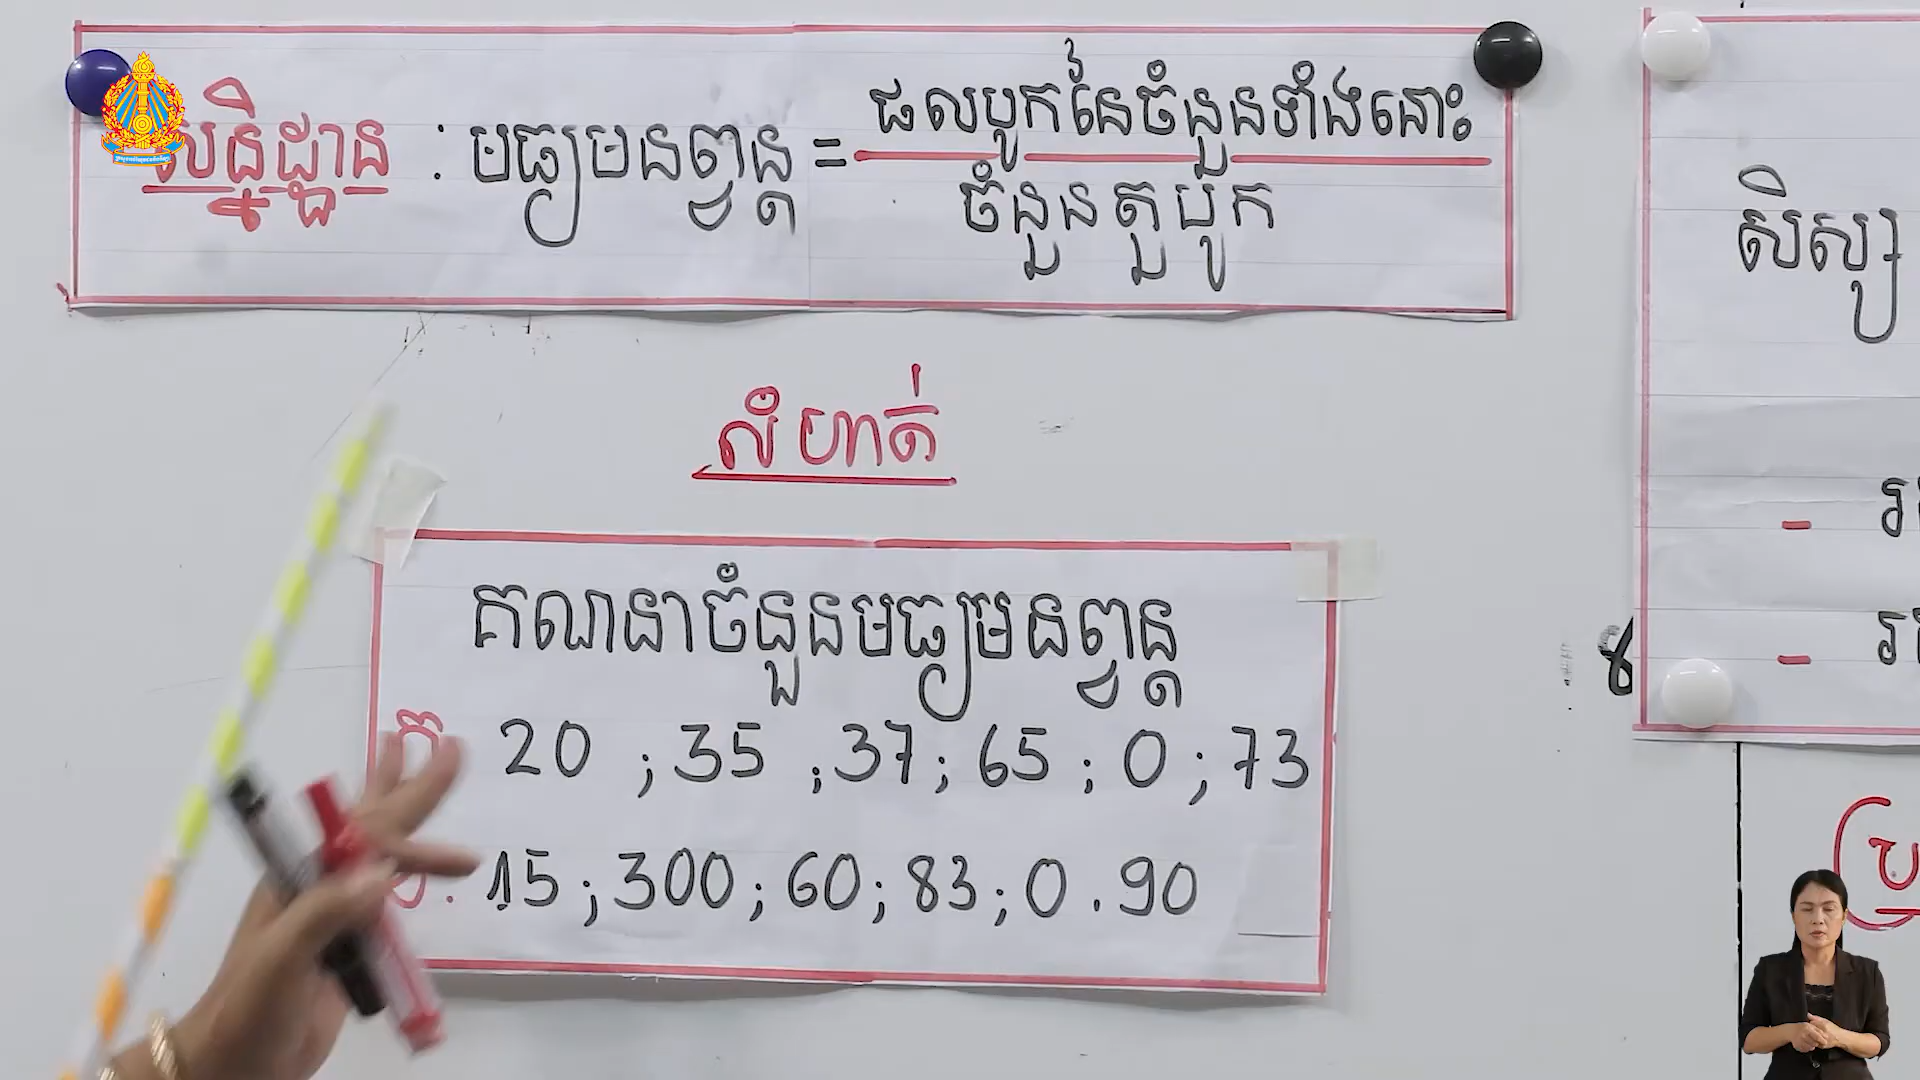 សន្និដ្ឋាន : មធ្យមនព្វន្ត = ផលបូកនៃចំនួនទាំងនោះ
ចំនួនតួបូក
លំហាត់
គណនាចំនួនមធ្យមនព្វន្ត
ក 20 ; 35 ; 37 ; 65 ; 0 ; 73
15 ; 300 ; 60 ; 83 ; 0 . 90
សិស្ស
-
-
8